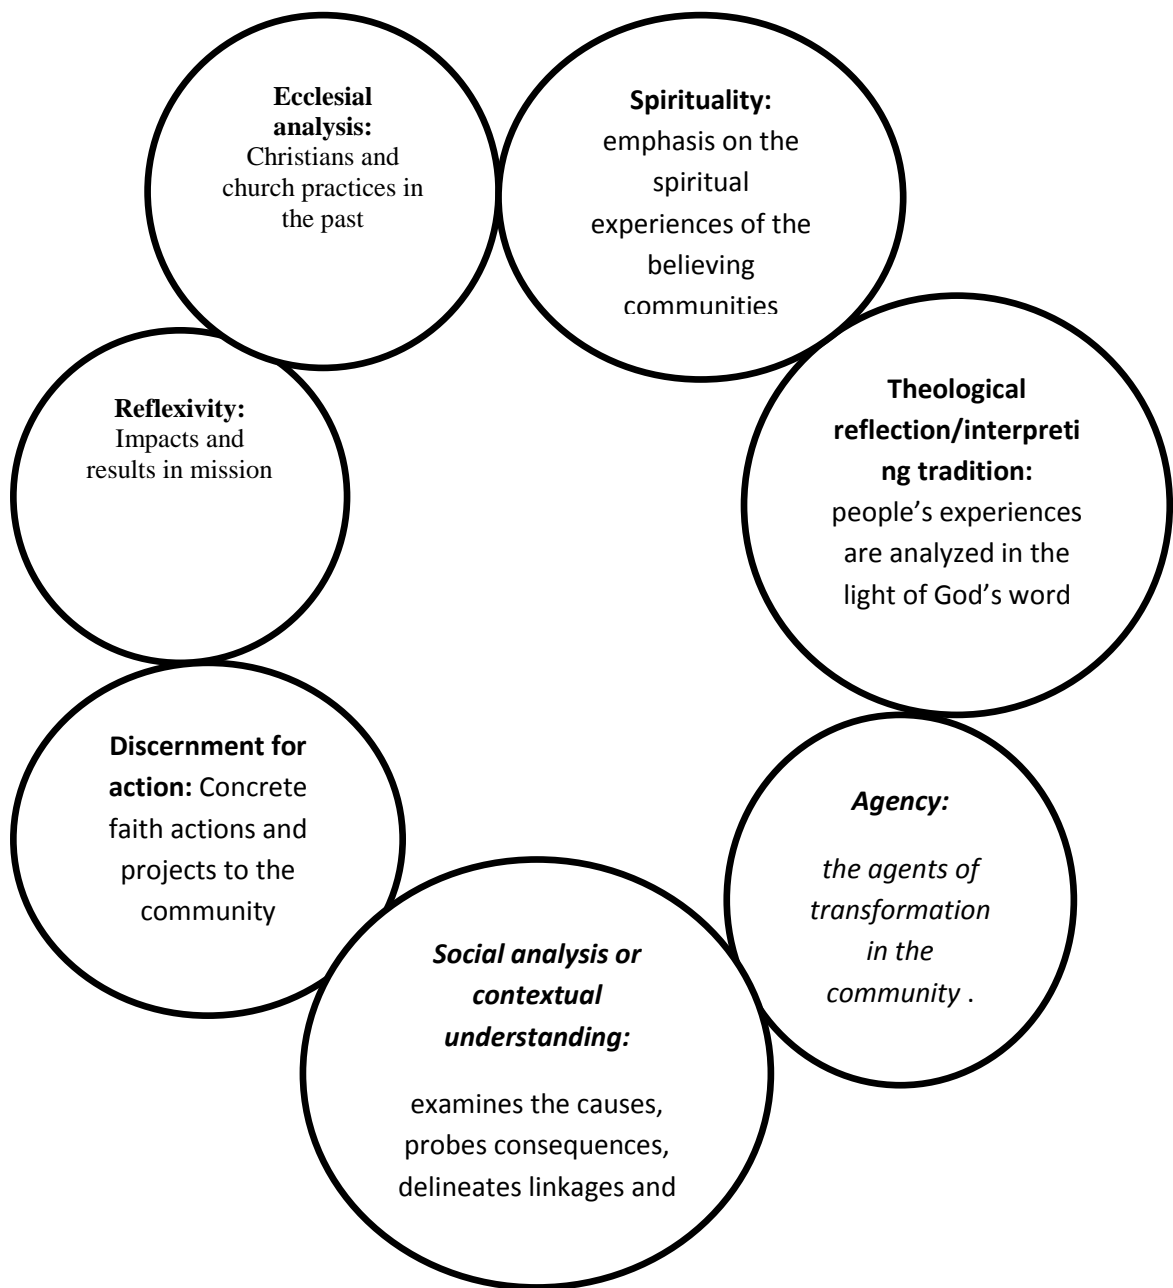 Ecclesial
analysis:
Christians and
church practices in
the past
Spirituality:
emphasis on the
spiritual
experiences of the
believing
communities
Theological
reflection/interpreti
ng tradition:
people’s experiences
are analyzed in the
light of God’s word
Agency:
the agents of
transformation
in the
community .
Social analysis or
contextual
understanding:
examines the causes,
probes consequences,
delineates linkages and
Discernment for
action: Concrete
faith actions and
projects to the
community
Reflexivity:
Impacts and
results in mission